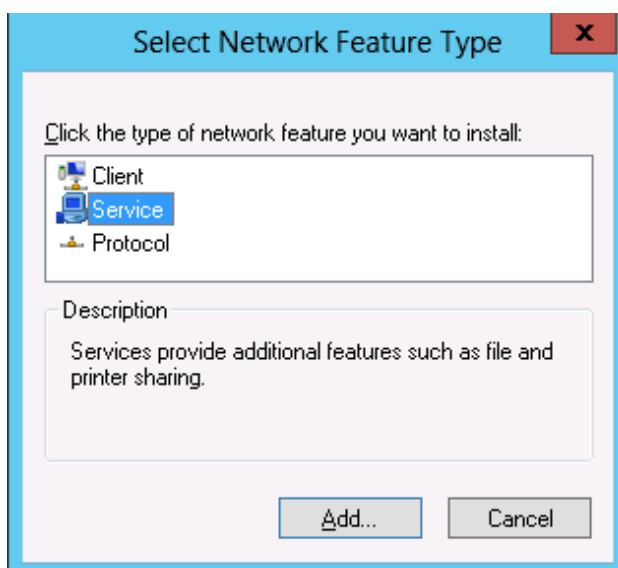 Select Network Feature Type
x
Click the type of network feature you want to install:
Client
Service
Protocol
Description
Services provide additional features such as file and
printer sharing.
Add... Cancel